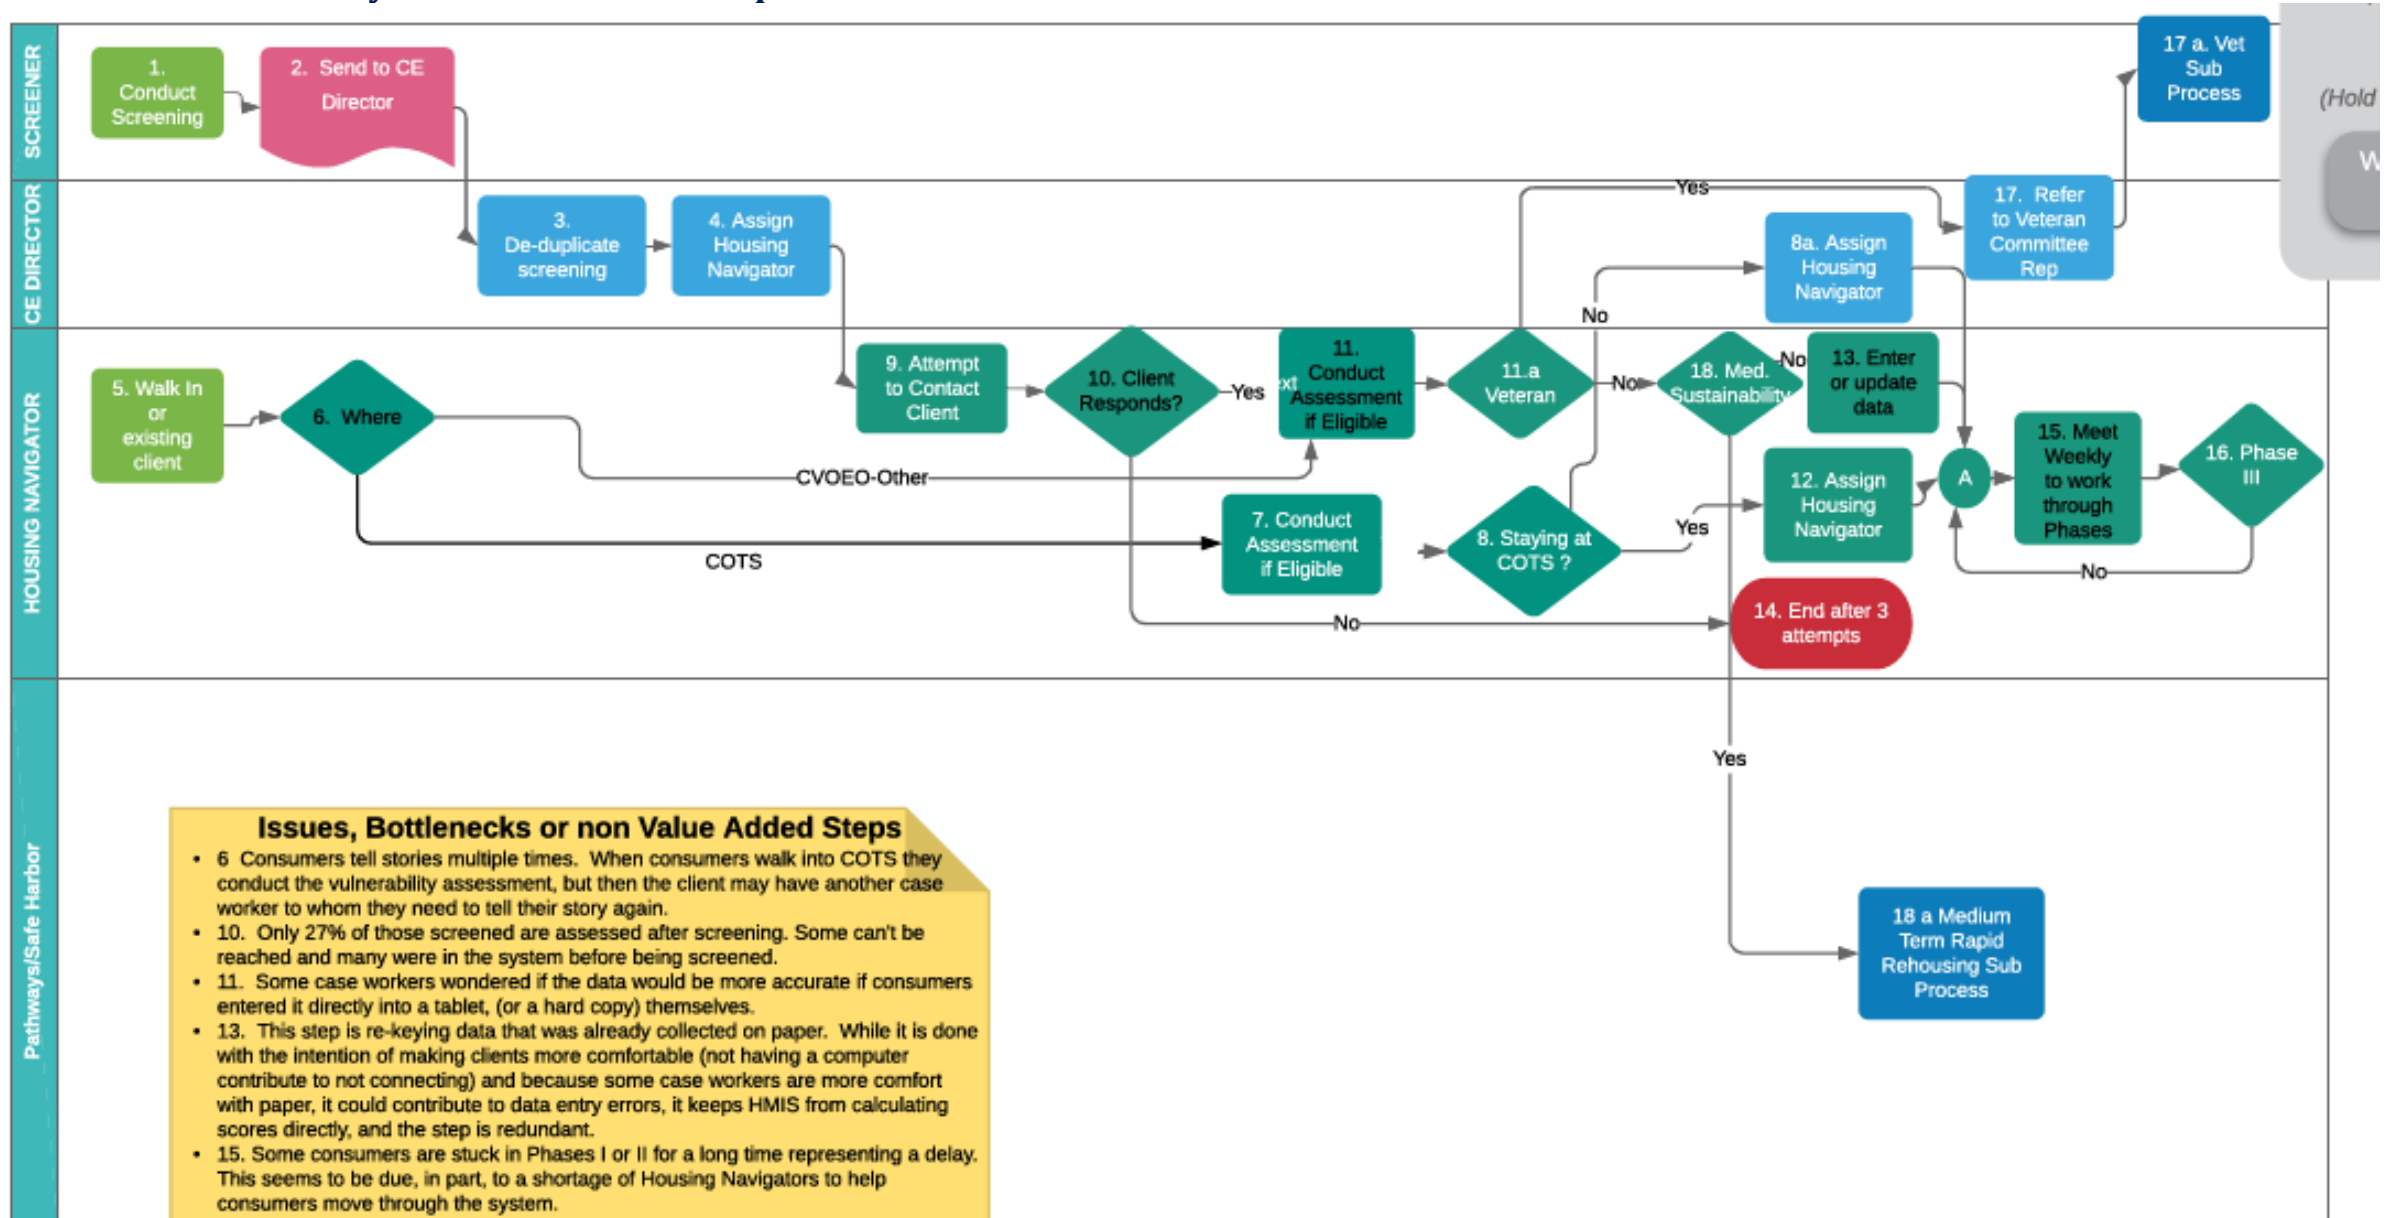 SCREENER
1.
Conduct
Screening
2. Send to CE
Director
17 a. Vet
Sub
Process
(Hold
W
CE DIRECTOR
3.
De-duplicate
screening
4. Assign
Housing
Navigator
Yes
8a. Assign
Housing
Navigator
17. Refer
to Veteran
Committee
Rep
No
HOUSING NAVIGATOR
5. Walk In
or
existing
client
6. Where
9. Attempt
to Contact
Client
10. Client
Responds?
Yes
ext
11.
Conduct
Assessment
if Eligible
11.a
Veteran
No
18. Med.
Sustainability
No
13. Enter
or update
data
CVOEO-Other
COTS
7. Conduct
Assessment
if Eligible
8. Staying at
COTS ?
Yes
12. Assign
Housing
Navigator
A
15. Meet
Weekly
to work
through
Phases
16. Phase
III
No
No
14. End after 3
attempts
Pathways/Safe Harbor
Yes
18 a Medium
Term Rapid
Rehousing Sub
Process
Issues, Bottlenecks or non Value Added Steps
• 6 Consumers tell stories multiple times. When consumers walk into COTS they
conduct the vulnerability assessment, but then the client may have another case
worker to whom they need to tell their story again.
• 10. Only 27% of those screened are assessed after screening. Some can't be
reached and many were in the system before being screened.
• 11. Some case workers wondered if the data would be more accurate if consumers
entered it directly into a tablet, (or a hard copy) themselves.
• 13. This step is re-keying data that was already collected on paper. While it is done
with the intention of making clients more comfortable (not having a computer
contribute to not connecting) and because some case workers are more comfort
with paper, it could contribute to data entry errors, it keeps HMIS from calculating
scores directly, and the step is redundant.
• 15. Some consumers are stuck in Phases I or II for a long time representing a delay.
This seems to be due, in part, to a shortage of Housing Navigators to help
consumers move through the system.